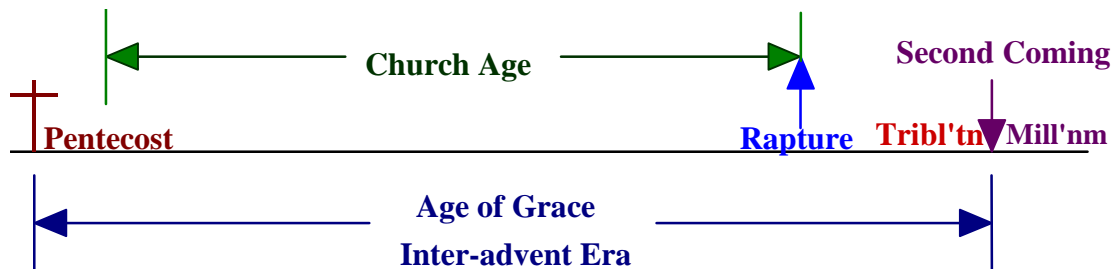 Second Coming
Church Age
Pentecost
Rapture
Tribl'tn
Mill'nm
Age of Grace
Inter-advent Era